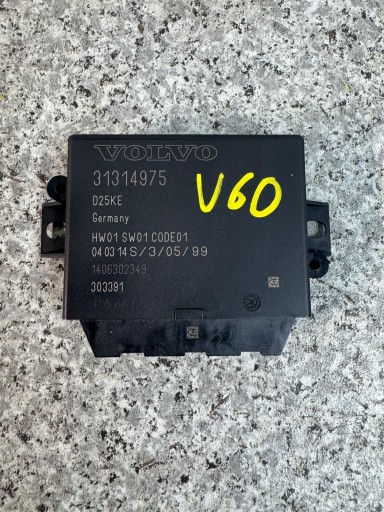 VOLVO
31314975
V60
D25KE
Germany
HW01 SW01 CODE01
040314S/3/05/99
1406302349
303391